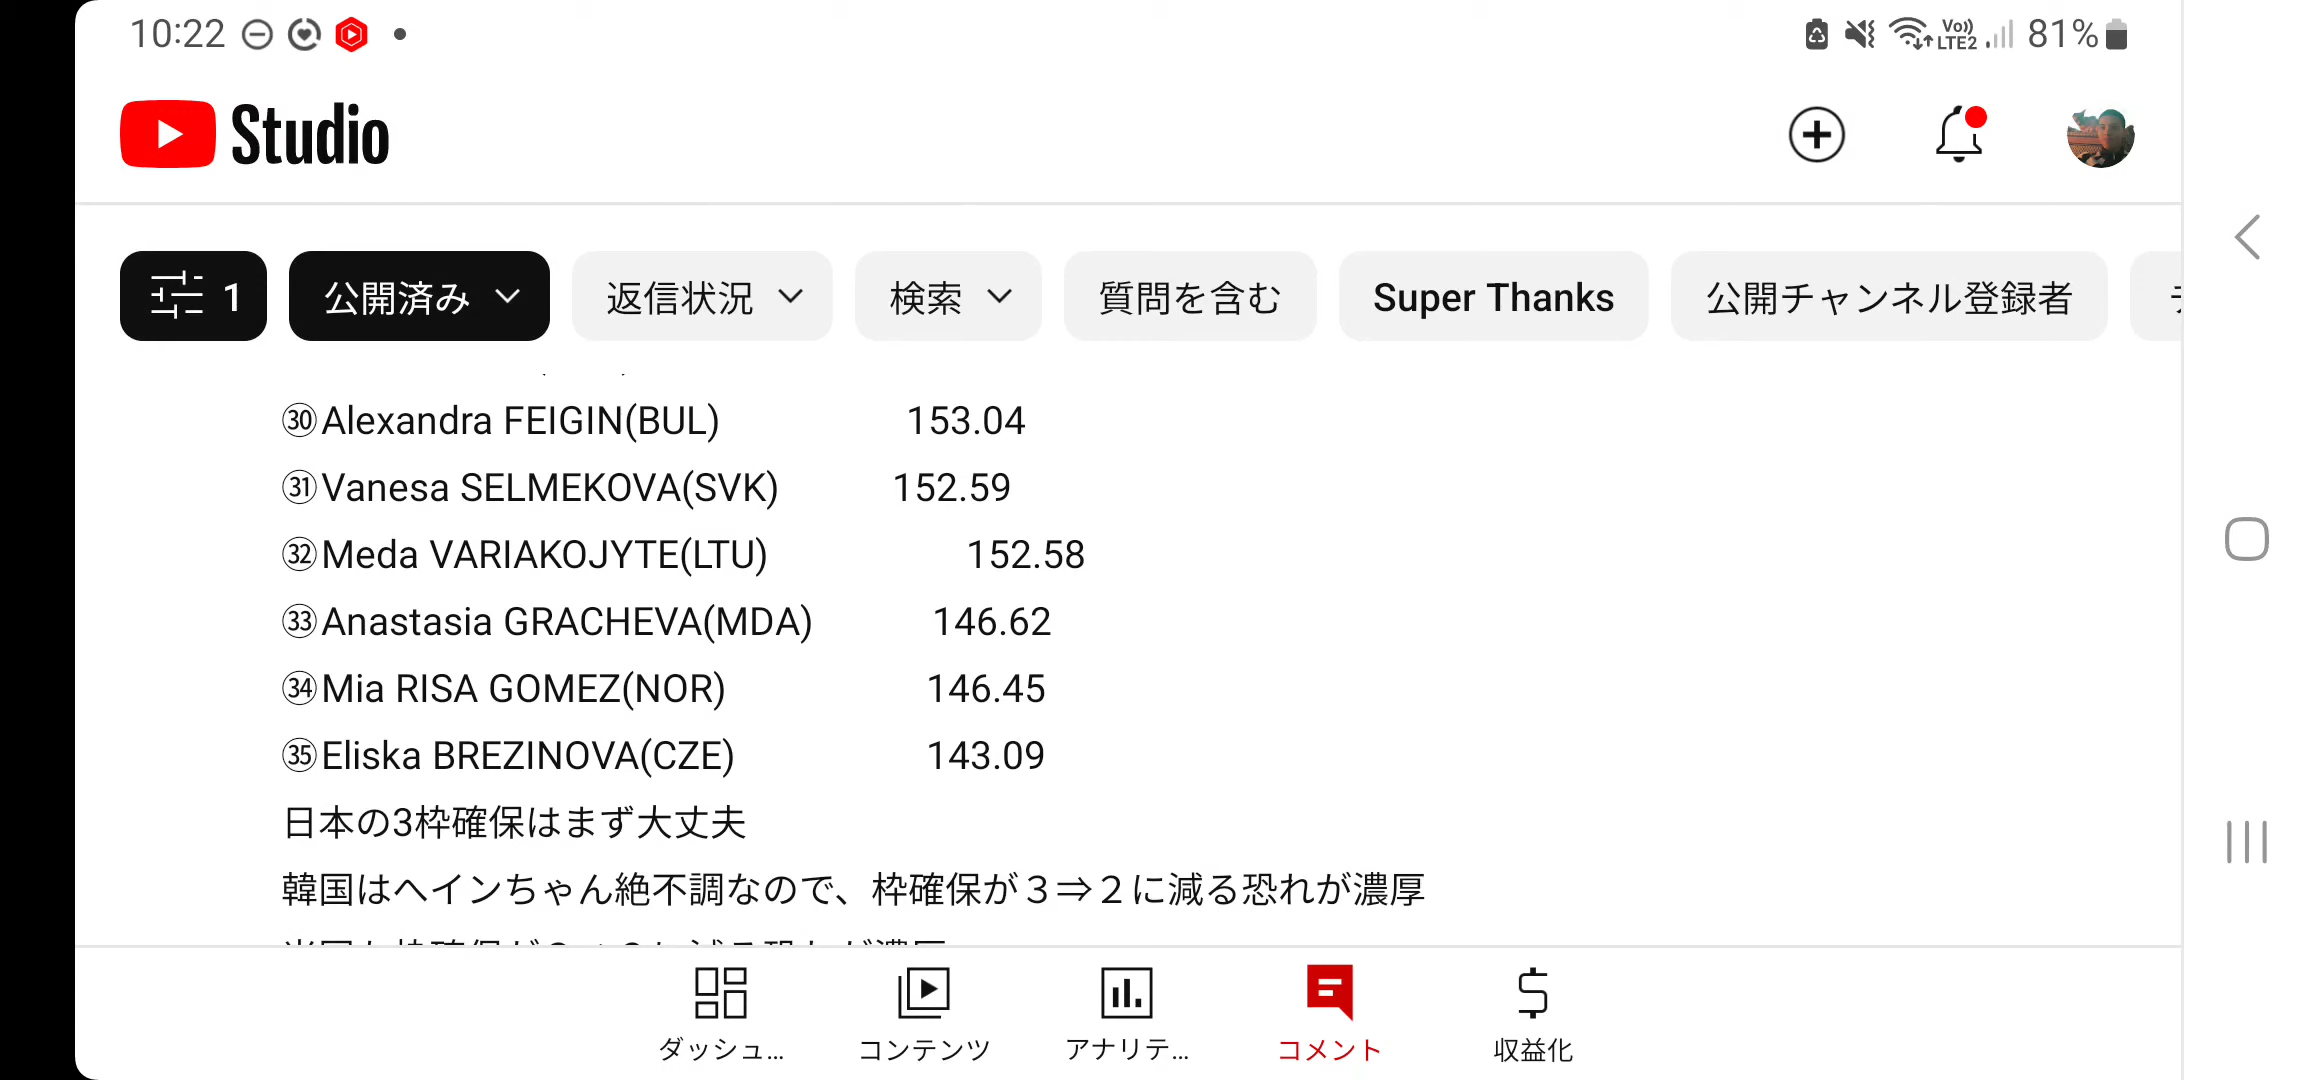 10:22 Vo)) LTE2 81%
Studio
1 公開済み 返信状況 検索 質問を含む Super Thanks 公開チャンネル登録者
㉚Alexandra FEIGIN(BUL) 153.04
㉛Vanesa SELMEKOVA(SVK) 152.59
㉜Meda VARIAKOJYTE(LTU) 152.58
㉝Anastasia GRACHEVA(MDA) 146.62
㉞Mia RISA GOMEZ(NOR) 146.45
㉟Eliska BREZINOVA(CZE) 143.09
日本の3枠確保はまず大丈夫
韓国はヘインちゃん絶不調なので、枠確保が３⇒２に減る恐れが濃厚
ダッシュ... コンテンツ アナリテ... コメント 収益化